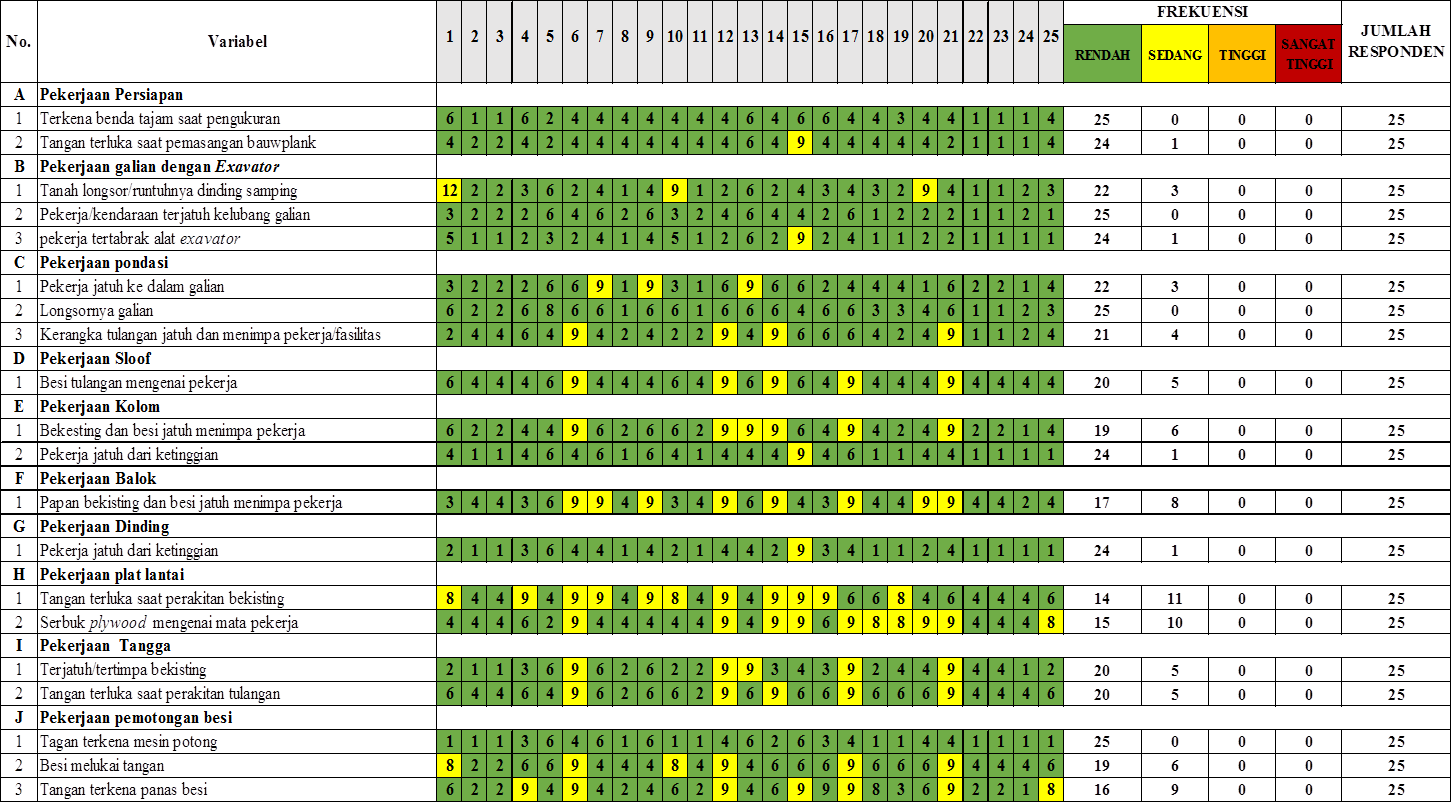 No. Variabel 1 2 3 4 5 6 7 8 9 10 11 12 13 14 15 16 17 18 19 20 21 22 23 24 25 FREKUENSI JUMLAH RESPONDEN
RENDAH SEDANG TINGGI SANGAT TINGGI
A Pekerjaan Persiapan
1 Terkena benda tajam saat pengukuran 6 1 1 6 2 4 4 4 4 4 4 4 6 4 6 6 4 4 3 4 4 1 1 1 4 25 0 0 0 25
2 Tangan terluka saat pemasangan bauwplank 4 2 2 4 2 4 4 4 4 4 4 4 6 4 9 4 4 4 4 4 2 1 1 1 4 24 1 0 0 25
B Pekerjaan galian dengan Exavator
1 Tanah longsor/runtuhnya dinding samping 12 2 2 3 6 2 4 1 4 9 1 2 6 2 4 3 4 3 2 9 4 1 1 2 3 22 3 0 0 25
2 Pekerja/kendaraan terjatuh kelubang galian 3 2 2 2 6 4 6 2 6 3 2 4 6 4 4 2 6 1 2 2 2 1 1 2 1 25 0 0 0 25
3 pekerja tertabrak alat exavator 5 1 1 2 3 2 4 1 4 5 1 2 6 2 9 2 4 1 1 2 2 1 1 1 1 24 1 0 0 25
C Pekerjaan pondasi
1 Pekerja jatuh ke dalam galian 3 2 2 2 6 6 9 1 9 3 1 6 9 6 6 2 4 4 4 1 6 2 2 1 4 22 3 0 0 25
2 Longsornya galian 6 2 2 6 8 6 6 1 6 6 1 6 6 6 4 6 6 3 3 4 6 1 1 2 3 25 0 0 0 25
3 Kerangka tulangan jatuh dan menimpa pekerja/fasilitas 2 4 4 6 4 9 4 2 4 2 2 9 4 9 6 6 6 4 2 4 9 1 1 2 4 21 4 0 0 25
D Pekerjaan Sloof
1 Besi tulangan mengenai pekerja 6 4 4 4 6 9 4 4 4 6 4 9 6 9 6 4 9 4 4 4 9 4 4 4 4 20 5 0 0 25
E Pekerjaan Kolom
1 Bekesting dan besi jatuh menimpa pekerja 6 2 2 4 4 9 6 2 6 6 2 9 9 9 6 4 9 4 2 4 9 2 2 1 4 19 6 0 0 25
2 Pekerja jatuh dari ketinggian 4 1 1 4 6 4 6 1 6 4 1 4 4 4 9 4 6 1 1 4 4 1 1 1 1 24 1 0 0 25
F Pekerjaan Balok
1 Papan bekisting dan besi jatuh menimpa pekerja 3 4 4 3 6 9 9 4 9 3 4 9 6 9 4 3 9 4 4 9 9 4 4 2 4 17 8 0 0 25
G Pekerjaan Dinding
1 Pekerja jatuh dari ketinggian 2 1 1 3 6 4 4 1 4 2 1 4 4 2 9 3 4 1 1 2 4 1 1 1 1 24 1 0 0 25
H Pekerjaan plat lantai
1 Tangan terluka saat perakitan bekisting 8 4 4 9 4 9 9 4 9 8 4 9 4 9 9 9 6 6 8 4 6 4 4 4 6 14 11 0 0 25
2 Serbuk plywood mengenai mata pekerja 4 4 4 6 2 9 4 4 4 4 4 9 4 9 9 6 9 8 8 9 9 4 4 4 8 15 10 0 0 25
I Pekerjaan Tangga
1 Terjatuh/tertimpa bekisting 2 1 1 3 6 9 6 2 6 2 2 9 9 3 4 3 9 2 4 4 9 4 4 1 2 20 5 0 0 25
2 Tangan terluka saat perakitan tulangan 6 4 4 6 4 9 6 2 6 6 2 9 6 9 6 6 9 6 6 6 9 4 4 4 6 20 5 0 0 25
J Pekerjaan pemotongan besi
1 Tagan terkena mesin potong 1 1 1 3 6 4 6 1 6 1 1 4 6 2 6 3 4 1 1 4 4 1 1 1 1 25 0 0 0 25
2 Besi melukai tangan 8 2 2 6 6 9 4 4 4 8 4 9 4 6 6 6 9 6 6 6 9 4 4 4 6 19 6 0 0 25
3 Tangan terkena panas besi 6 2 2 9 4 9 4 2 4 6 2 9 4 6 9 9 9 8 3 6 9 2 2 1 8 16 9 0 0 25